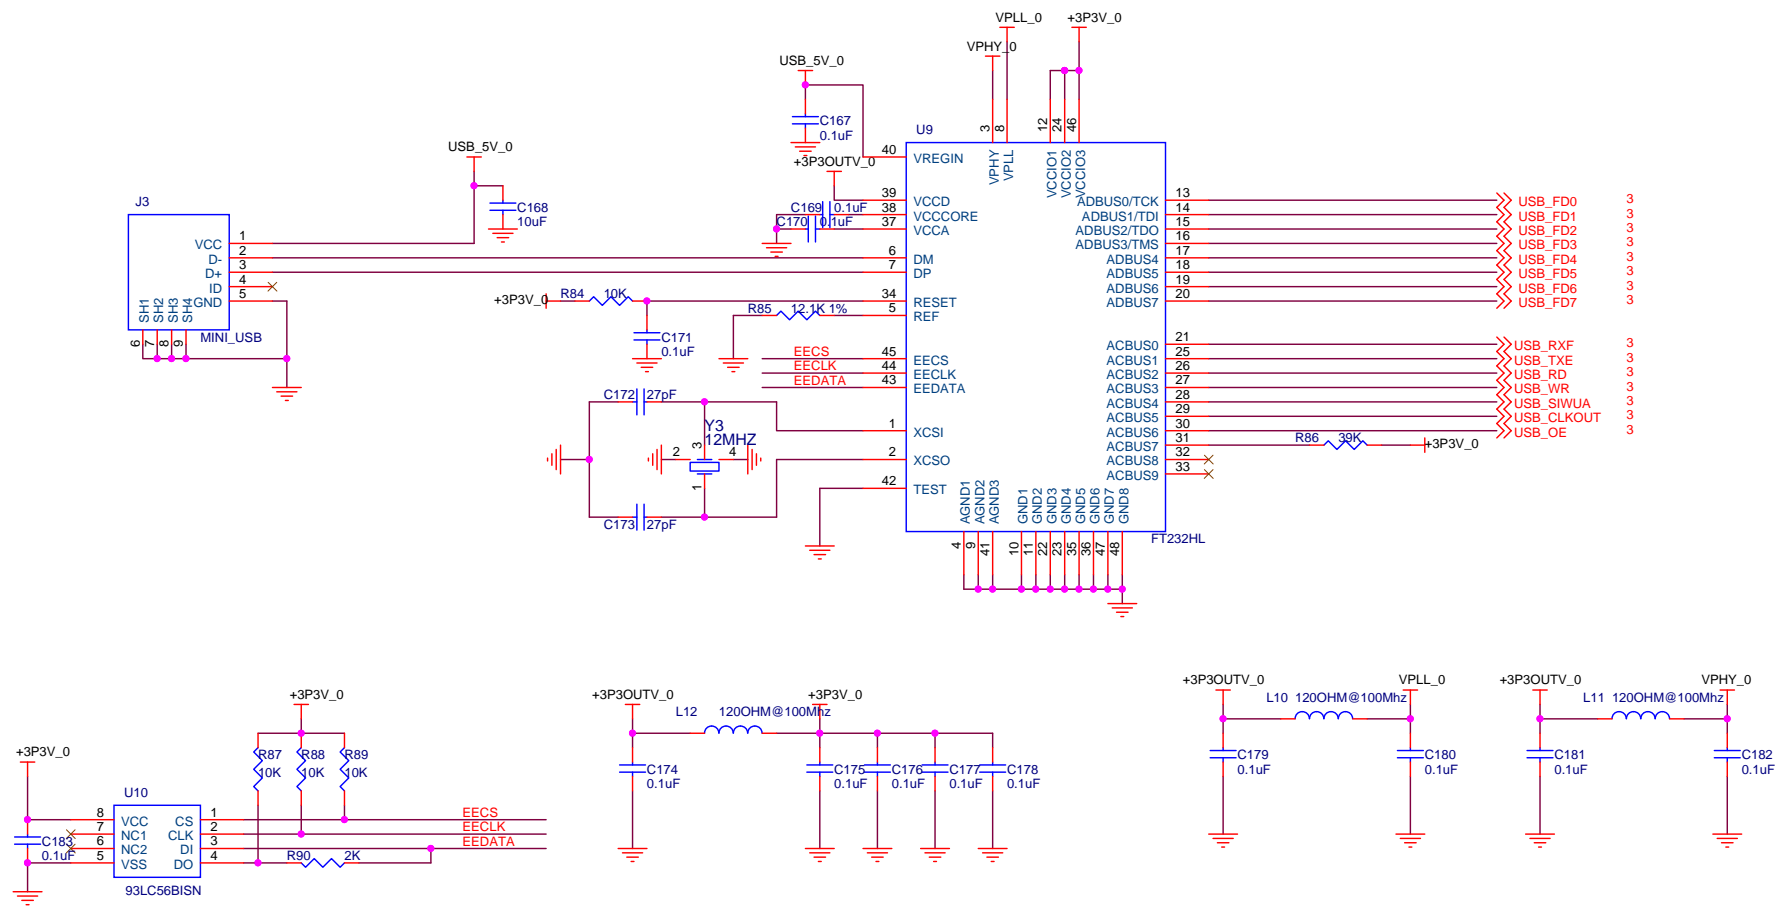 VPLL_0
+3P3V_0
VPHY_0
USB_5V_0
C167
0.1uF
+3P3OUTV_0
USB_5V_0
C168
10uF
J3
VCC 1
D- 2
D+ 3
ID 4
GND 5
SH1 SH2 SH3 SH4
6 7 8 9
MINI_USB
U9
3 8 12 24 46
VPHY VPLL VCCIO1 VCCIO2 VCCIO3
40 VREGIN
39 VCCD
C169 0.1uF 38 VCCCORE
C170 0.1uF 37 VCCA
6 DM
7 DP
+3P3V_0 R84 10K 34 RESET
R85 12.1K 1% 5 REF
C171
0.1uF
EECS 45 EECS
EECLK 44 EECLK
EEDATA 43 EEDATA
C172 27pF
1 XCSI
Y3
12MHZ
2 3 4 1
2 XCSO
C173 27pF
42 TEST
AGND1 AGND2 AGND3 GND1 GND2 GND3 GND4 GND5 GND6 GND7 GND8
4 9 41 10 11 22 23 35 36 47 48
FT232HL
ADBUS0/TCK 13 USB_FD0 3
ADBUS1/TDI 14 USB_FD1 3
ADBUS2/TDO 15 USB_FD2 3
ADBUS3/TMS 16 USB_FD3 3
ADBUS4 17 USB_FD4 3
ADBUS5 18 USB_FD5 3
ADBUS6 19 USB_FD6 3
ADBUS7 20 USB_FD7 3
ACBUS0 21 USB_RXF 3
ACBUS1 25 USB_TXE 3
ACBUS2 26 USB_RD 3
ACBUS3 27 USB_WR 3
ACBUS4 28 USB_SIWUA 3
ACBUS5 29 USB_CLKOUT 3
ACBUS6 30 USB_OE 3
ACBUS7 31 R86 39K +3P3V_0
ACBUS8 32
ACBUS9 33
+3P3V_0
+3P3V_0
R87 R88 R89
10K 10K 10K
U10
8 VCC CS 1 EECS
7 NC1 CLK 2 EECLK
6 NC2 DI 3 EEDATA
5 VSS DO 4 R90 2K
C183
0.1uF
93LC56BISN
+3P3OUTV_0 +3P3V_0
L12 120OHM@100Mhz
C174 C175 C176 C177 C178
0.1uF 0.1uF 0.1uF 0.1uF 0.1uF
+3P3OUTV_0 VPLL_0
L10 120OHM@100Mhz
C179 C180
0.1uF 0.1uF
+3P3OUTV_0 VPHY_0
L11 120OHM@100Mhz
C181 C182
0.1uF 0.1uF